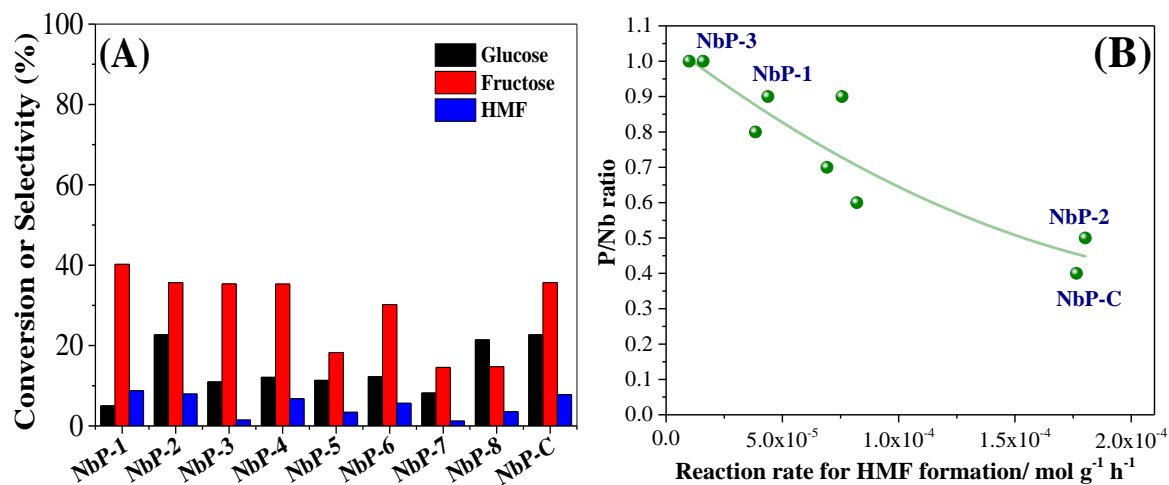 (A)
Conversion or Selectivity (%)
100
80
60
40
20
0
Glucose
Fructose
HMF
NbP-1
NbP-2
NbP-3
NbP-4
NbP-5
NbP-6
NbP-7
NbP-8
NbP-C
(B)
P/Nb ratio
1.1
1.0
0.9
0.8
0.7
0.6
0.5
0.4
0.3
0.2
0.1
0.0
NbP-3
NbP-1
NbP-2
NbP-C
0.0
5.0x10⁻⁵
1.0x10⁻⁴
1.5x10⁻⁴
2.0x10⁻⁴
Reaction rate for HMF formation/ mol g⁻¹ h⁻¹